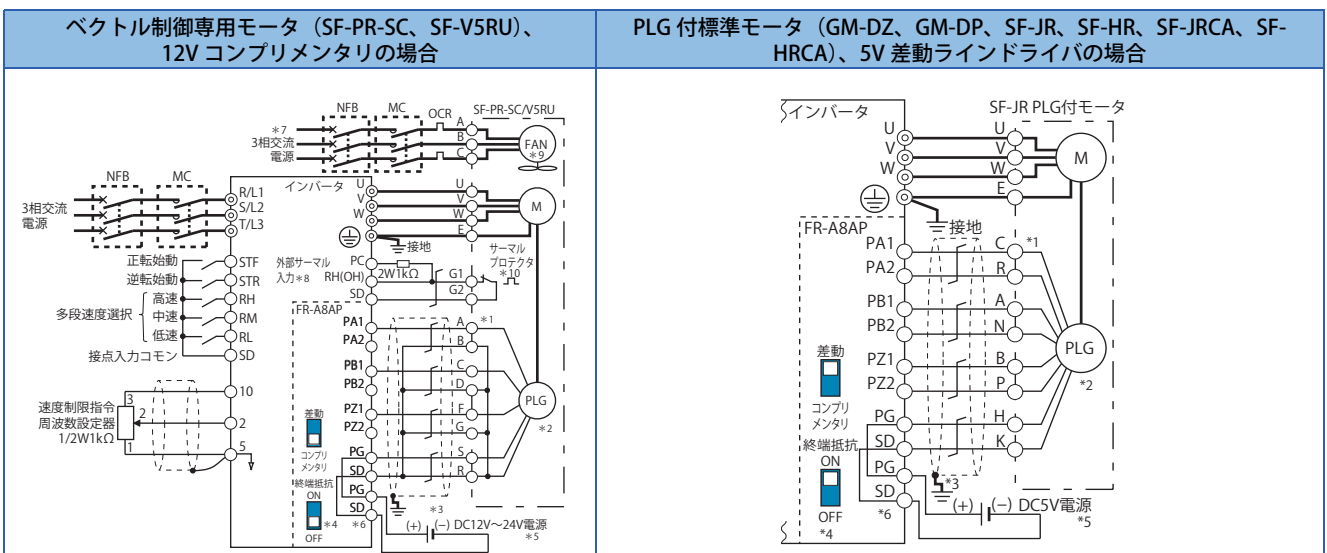 ベクトル制御専用モータ（SF-PR-SC、SF-V5RU）、
12V コンプリメンタリの場合
PLG 付標準モータ（GM-DZ、GM-DP、SF-JR、SF-HR、SF-JRCA、SF-
HRCA）、5V 差動ラインドライバの場合
NFB MC OCR SF-PR-SC/V5RU
*7
3相交流
電源
A
B
C
FAN
*9
NFB MC
3相交流
電源
R/L1
S/L2
T/L3
インバータ
U U
V V
W W
E
M
接地
正転始動 STF
逆転始動 STR
多段速度選択
高速 RH
中速 RM
低速 RL
接点入力コモン SD
外部サーマル
入力*8
PC
2W1kΩ
RH(OH)
SD
G1
G2
サーマル
プロテクタ
*10
FR-A8AP
PA1 A *1
PA2 B
PB1 C
PB2 D
PZ1 F
PZ2 G
PG S
SD R
PG
SD
PLG
*2
差動
コンプリ
メンタリ
終端抵抗
ON
OFF
*4
*6
*3
(+) (−) DC12V～24V電源
*5
速度制限指令
周波数設定器
1/2W1kΩ
3
2
1
10
2
5
インバータ
SF-JR PLG付モータ
U U
V V
W W
E
M
接地
FR-A8AP
PA1 C *1
PA2 R
PB1 A
PB2 N
PZ1 B
PZ2 P
PG H
SD K
PG
SD
PLG
*2
差動
コンプリ
メンタリ
終端抵抗
ON
OFF
*4
*6
*3
(+) (−) DC5V電源
*5